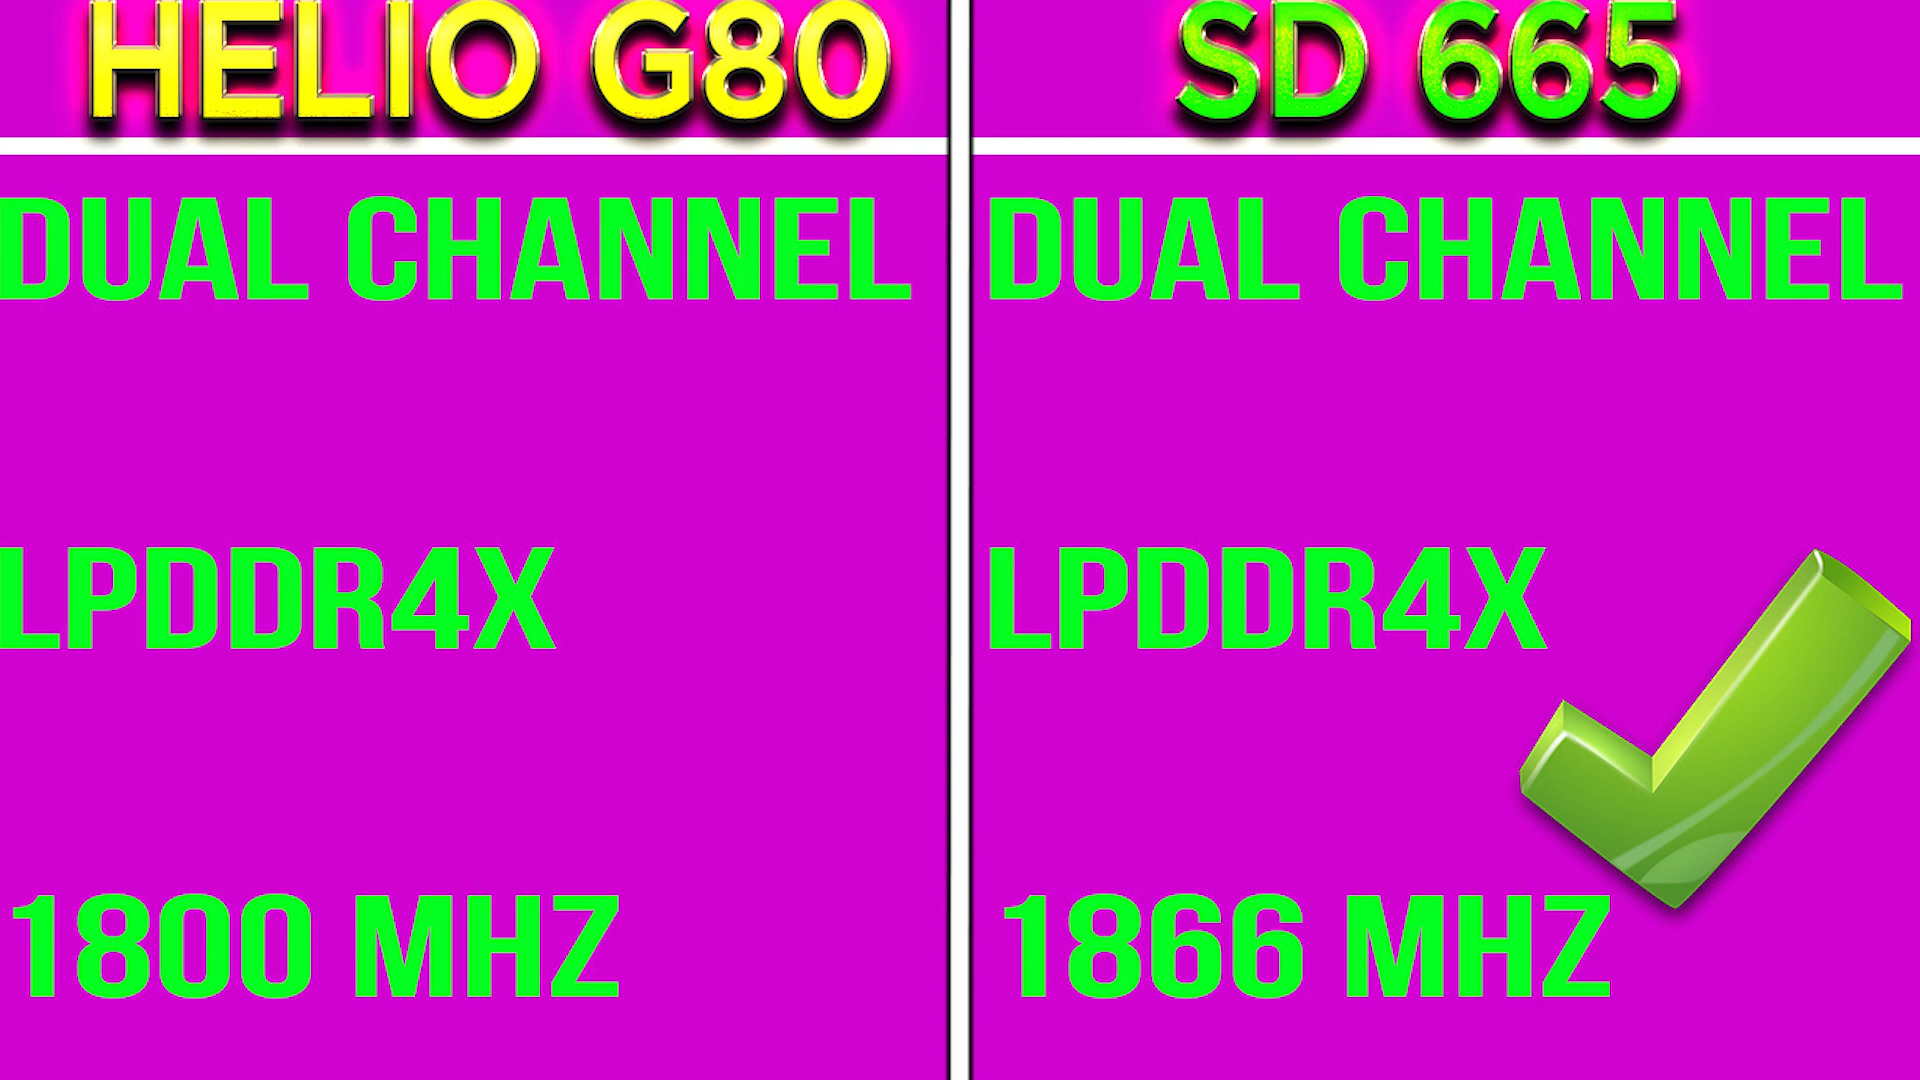 HELIO G80
SD 665
DUAL CHANNEL
DUAL CHANNEL
LPDDR4X
LPDDR4X
1800 MHZ
1866 MHZ